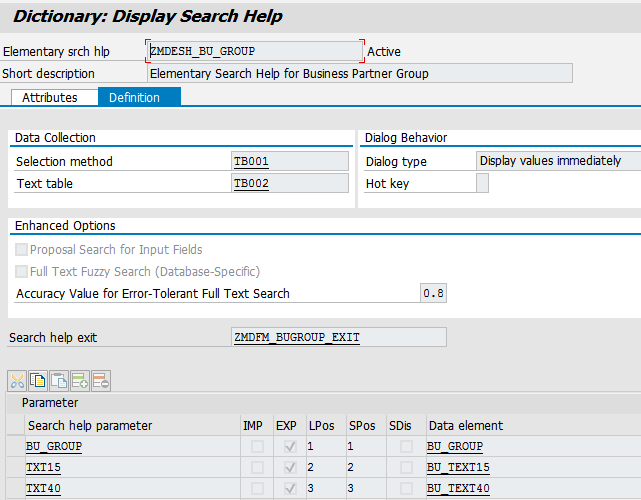 Dictionary: Display Search Help
Elementary srch hlp ZMDESH_BU_GROUP Active
Short description Elementary Search Help for Business Partner Group
Attributes Definition
Data Collection Dialog Behavior
Selection method TB001 Dialog type Display values immediately
Text table TB002 Hot key
Enhanced Options
Proposal Search for Input Fields
Full Text Fuzzy Search (Database-Specific)
Accuracy Value for Error-Tolerant Full Text Search 0.8
Search help exit ZMDFM_BUGROUP_EXIT
Parameter
Search help parameter IMP EXP LPos SPos SDis Data element
BU_GROUP 1 1 BU_GROUP
TXT15 2 2 BU_TEXT15
TXT40 3 3 BU_TEXT40